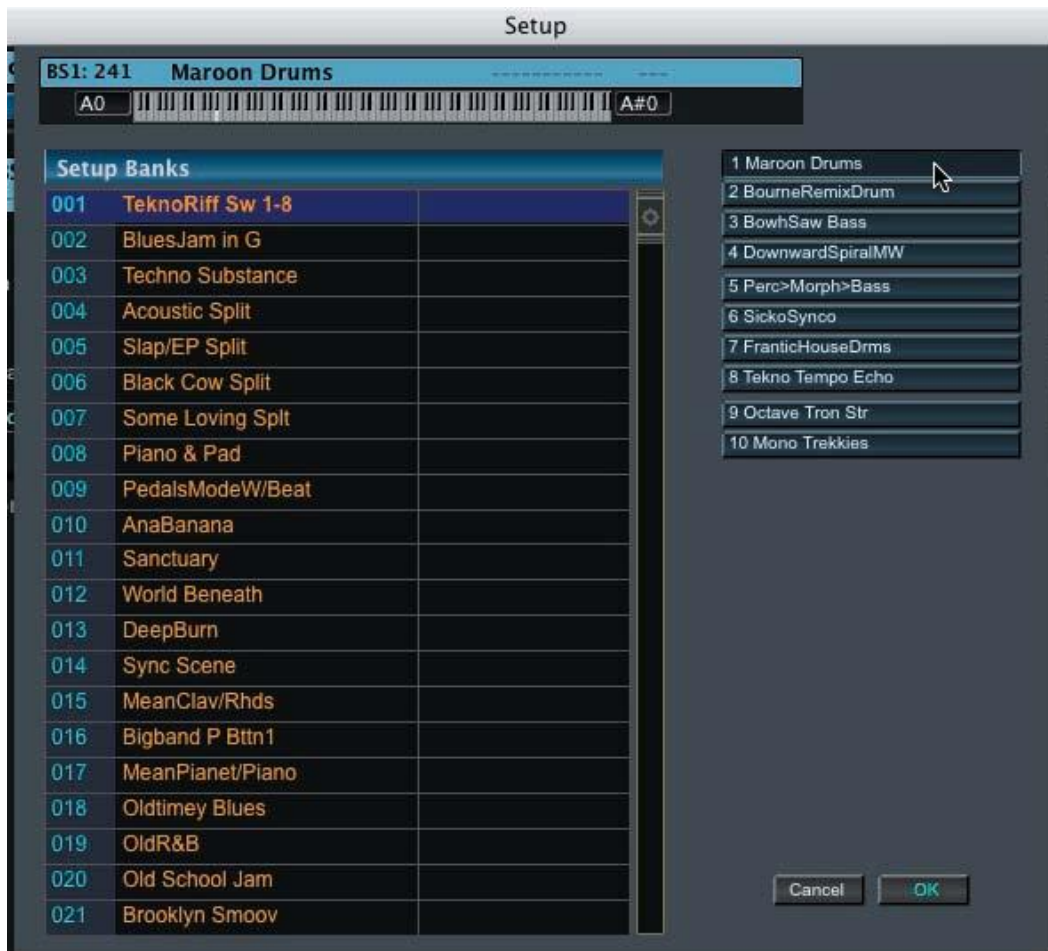 Setup
BS1: 241 Maroon Drums ----------- ---
A0 A#0
Setup Banks
001 TeknoRiff Sw 1-8
002 BluesJam in G
003 Techno Substance
004 Acoustic Split
005 Slap/EP Split
006 Black Cow Split
007 Some Loving Splt
008 Piano & Pad
009 PedalsModeW/Beat
010 AnaBanana
011 Sanctuary
012 World Beneath
013 DeepBurn
014 Sync Scene
015 MeanClav/Rhds
016 Bigband P Bttn1
017 MeanPianet/Piano
018 Oldtimey Blues
019 OldR&B
020 Old School Jam
021 Brooklyn Smoov
1 Maroon Drums
2 BourneRemixDrum
3 BowhSaw Bass
4 DownwardSpiralMW
5 Perc>Morph>Bass
6 SickoSynco
7 FranticHouseDrms
8 Tekno Tempo Echo
9 Octave Tron Str
10 Mono Trekkies
Cancel OK